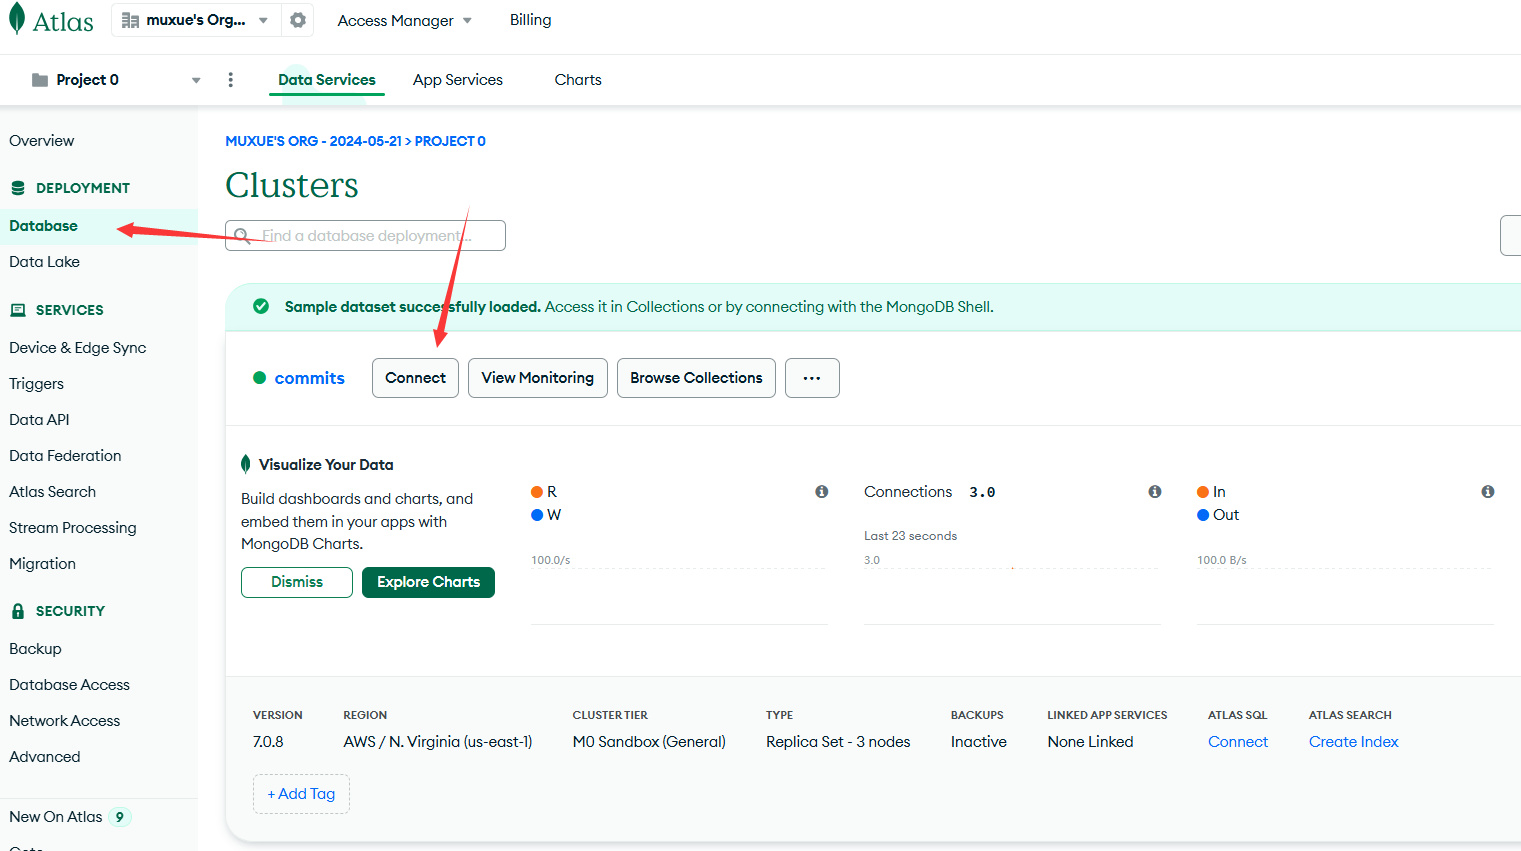 Atlas
muxue's Org...
Access Manager
Billing
Project 0
Data Services
App Services
Charts
Overview
DEPLOYMENT
Database
Data Lake
SERVICES
Device & Edge Sync
Triggers
Data API
Data Federation
Atlas Search
Stream Processing
Migration
SECURITY
Backup
Database Access
Network Access
Advanced
New On Atlas 9
MUXUE'S ORG - 2024-05-21 > PROJECT 0
Clusters
Find a database deployment...
Sample dataset successfully loaded. Access it in Collections or by connecting with the MongoDB Shell.
commits
Connect
View Monitoring
Browse Collections
...
Visualize Your Data
Build dashboards and charts, and
embed them in your apps with
MongoDB Charts.
Dismiss
Explore Charts
R
W
100.0/s
Connections 3.0
Last 23 seconds
3.0
In
Out
100.0 B/s
VERSION
7.0.8
REGION
AWS / N. Virginia (us-east-1)
CLUSTER TIER
M0 Sandbox (General)
TYPE
Replica Set - 3 nodes
BACKUPS
Inactive
LINKED APP SERVICES
None Linked
ATLAS SQL
Connect
ATLAS SEARCH
Create Index
+ Add Tag